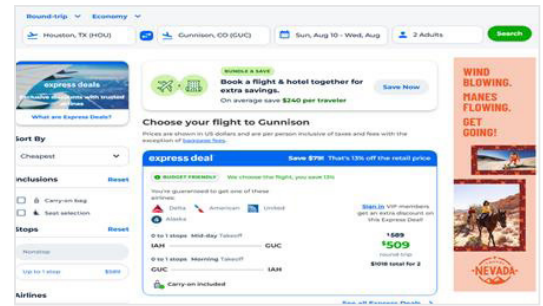 Round-trip Economy
Houston, TX (HOU)
Gunnison, CO (GUC)
Sun, Aug 10 - Wed, Aug
2 Adults
Search
express deals
Exclusive discounts with trusted
airlines
What are Express Deals?
Sort By
Cheapest
Inclusions Reset
Carry-on bag
Seat selection
Stops Reset
Nonstop
Up to 1 stop $589
Airlines
BUNDLE & SAVE
Book a flight & hotel together for
extra savings.
On average save $240 per traveler
Save Now
Choose your flight to Gunnison
Prices are shown in US dollars and are per person inclusive of taxes and fees with the
exception of baggage fees.
express deal Save $79! That's 13% off the retail price
BUDGET FRIENDLY We choose the flight, you save 13%
You're guaranteed to get one of these
airlines:
Delta American United
Alaska
0 to 1 stops Mid-day Takeoff
IAH GUC
0 to 1 stops Morning Takeoff
GUC IAH
Carry-on included
Sign in VIP members
get an extra discount on
this Express Deal!
$589
$509
round trip
$1018 total for 2
See all Express Deals
WIND
BLOWING.
MANES
FLOWING.
GET
GOING!
NEVADA